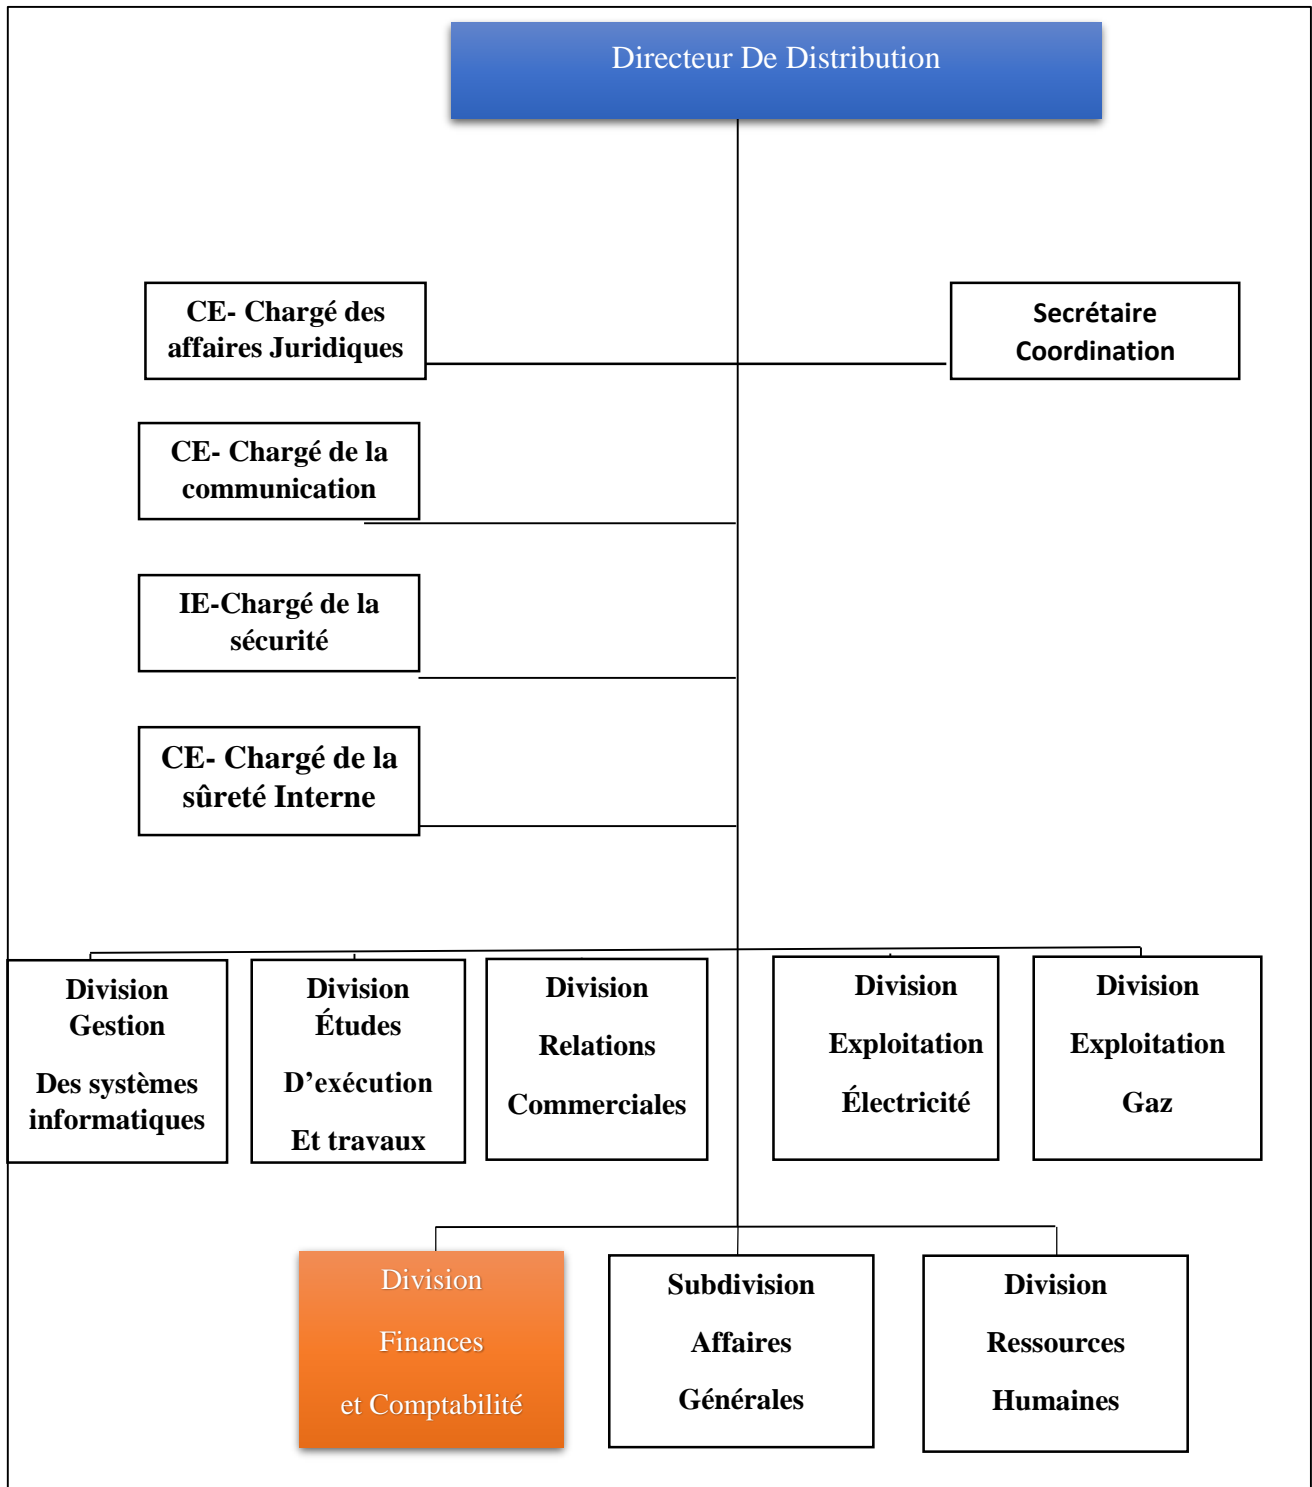 Directeur De Distribution
CE- Chargé des
affaires Juridiques
Secrétaire
Coordination
CE- Chargé de la
communication
IE-Chargé de la
sécurité
CE- Chargé de la
sûreté Interne
Division
Gestion
Des systèmes
informatiques
Division
Études
D’exécution
Et travaux
Division
Relations
Commerciales
Division
Exploitation
Électricité
Division
Exploitation
Gaz
Division
Finances
et Comptabilité
Subdivision
Affaires
Générales
Division
Ressources
Humaines